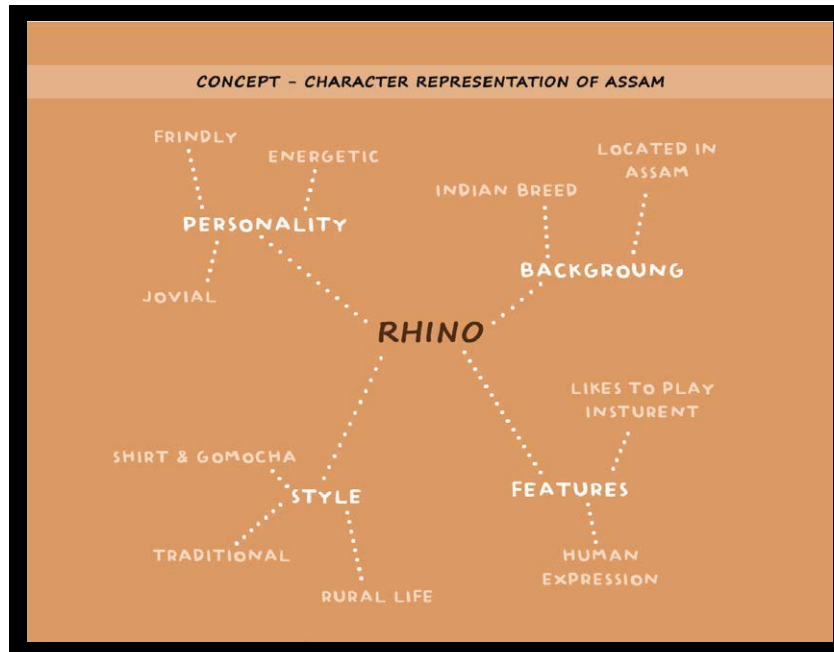 CONCEPT - CHARACTER REPRESENTATION OF ASSAM
FRINDLY
ENERGETIC
PERSONALITY
JOVIAL
LOCATED IN
ASSAM
INDIAN BREED
BACKGROUNG
RHINO
SHIRT & GOMOCHA
STYLE
TRADITIONAL
RURAL LIFE
LIKES TO PLAY
INSTURENT
FEATURES
HUMAN
EXPRESSION